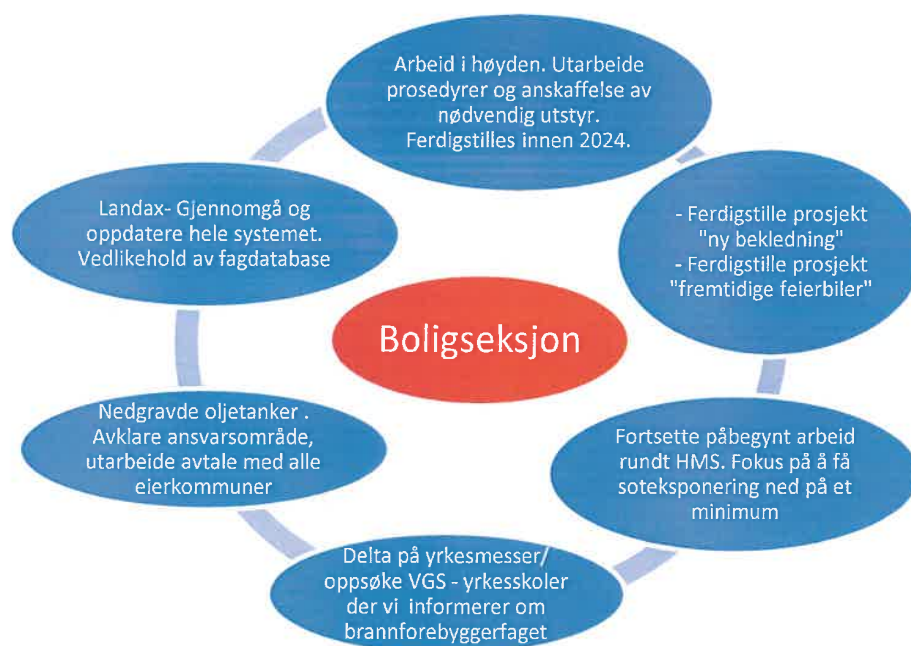 Arbeid i høyden. Utarbeide
prosedyrer og anskaffelse av
nødvendig utstyr.
Ferdigstilles innen 2024.
- Ferdigstille prosjekt
"ny bekledning"
- Ferdigstille prosjekt
"fremtidige feierbiler"
Fortsette påbegynt arbeid
rundt HMS. Fokus på å få
soteksponering ned på et
minimum
Delta på yrkesmesser/
oppsøke VGS - yrkesskoler
der vi informerer om
brannforebyggerfaget
Nedgravde oljetanker .
Avklare ansvarsområde,
utarbeide avtale med alle
eierkommuner
Landax- Gjennomgå og
oppdatere hele systemet.
Vedlikehold av fagdatabase
Boligseksjon